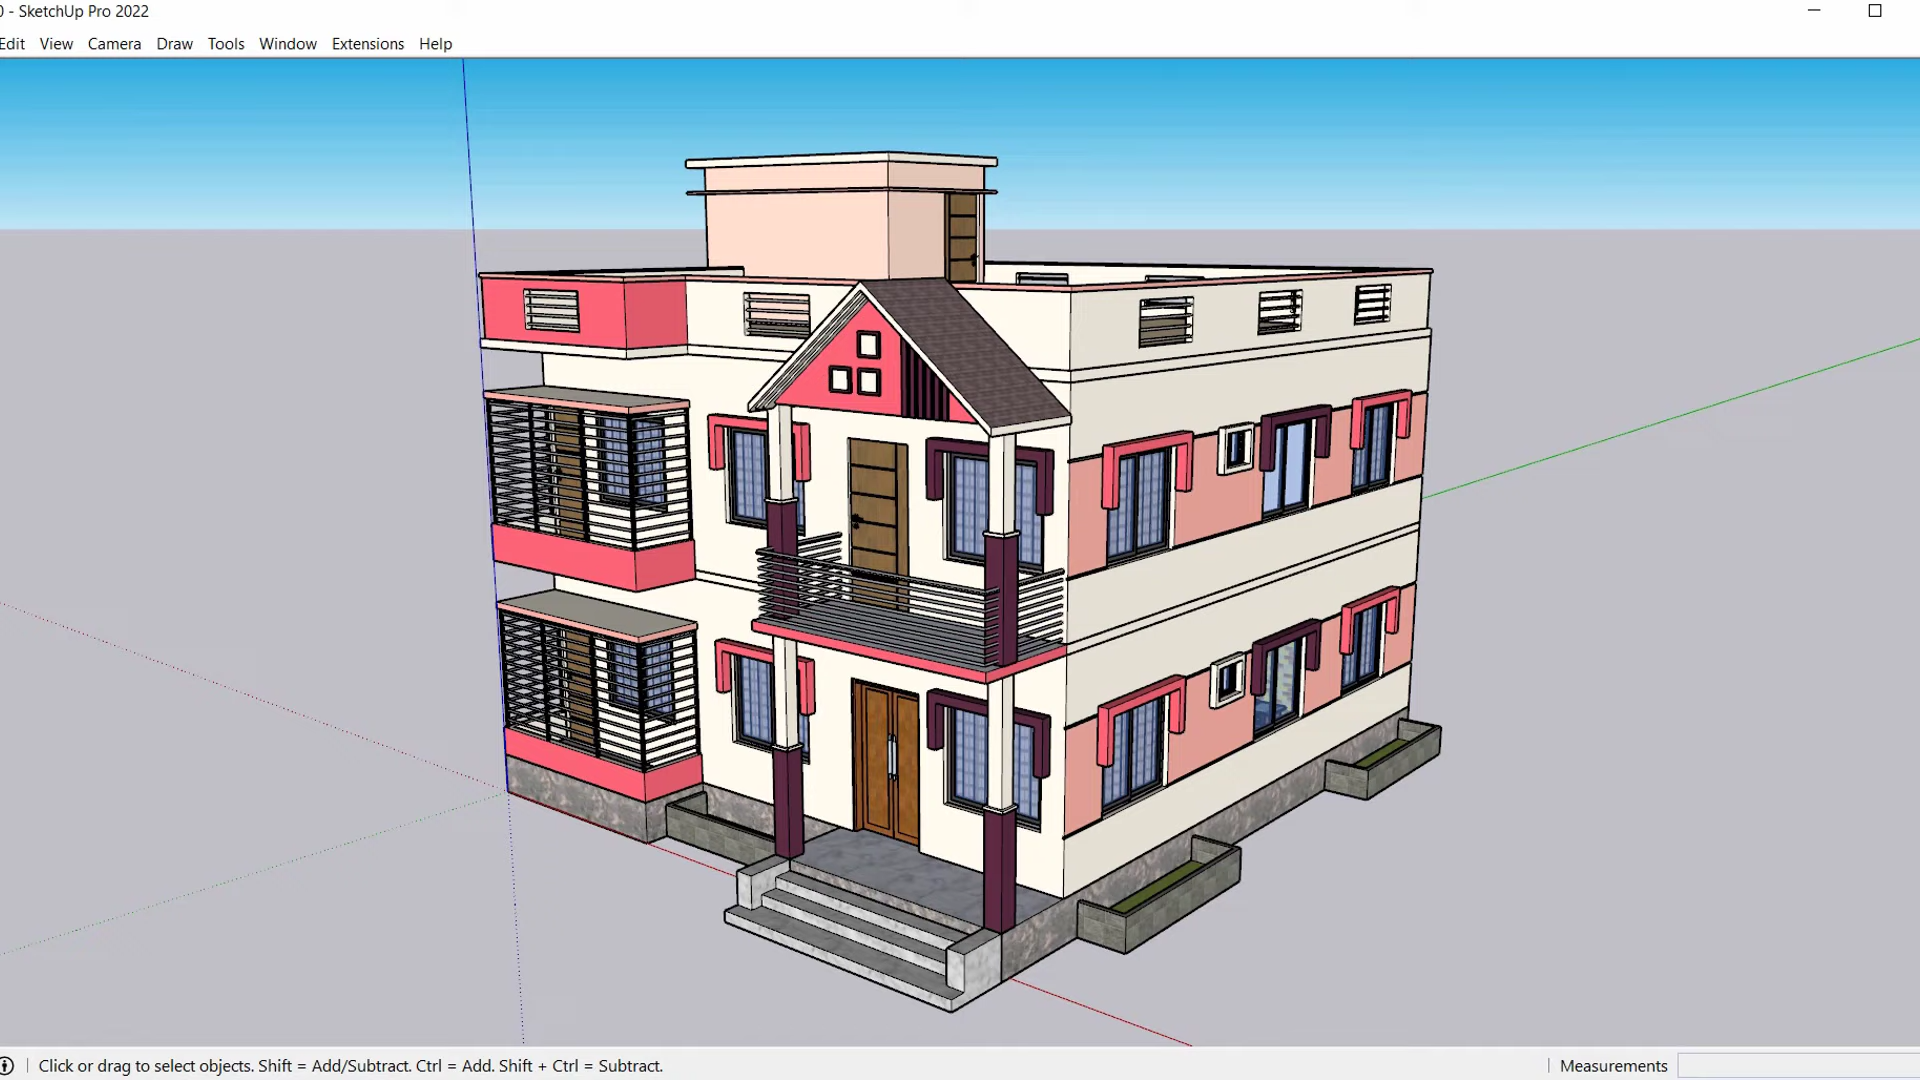 0 - SketchUp Pro 2022
Edit View Camera Draw Tools Window Extensions Help
Click or drag to select objects. Shift = Add/Subtract. Ctrl = Add. Shift + Ctrl = Subtract.
Measurements